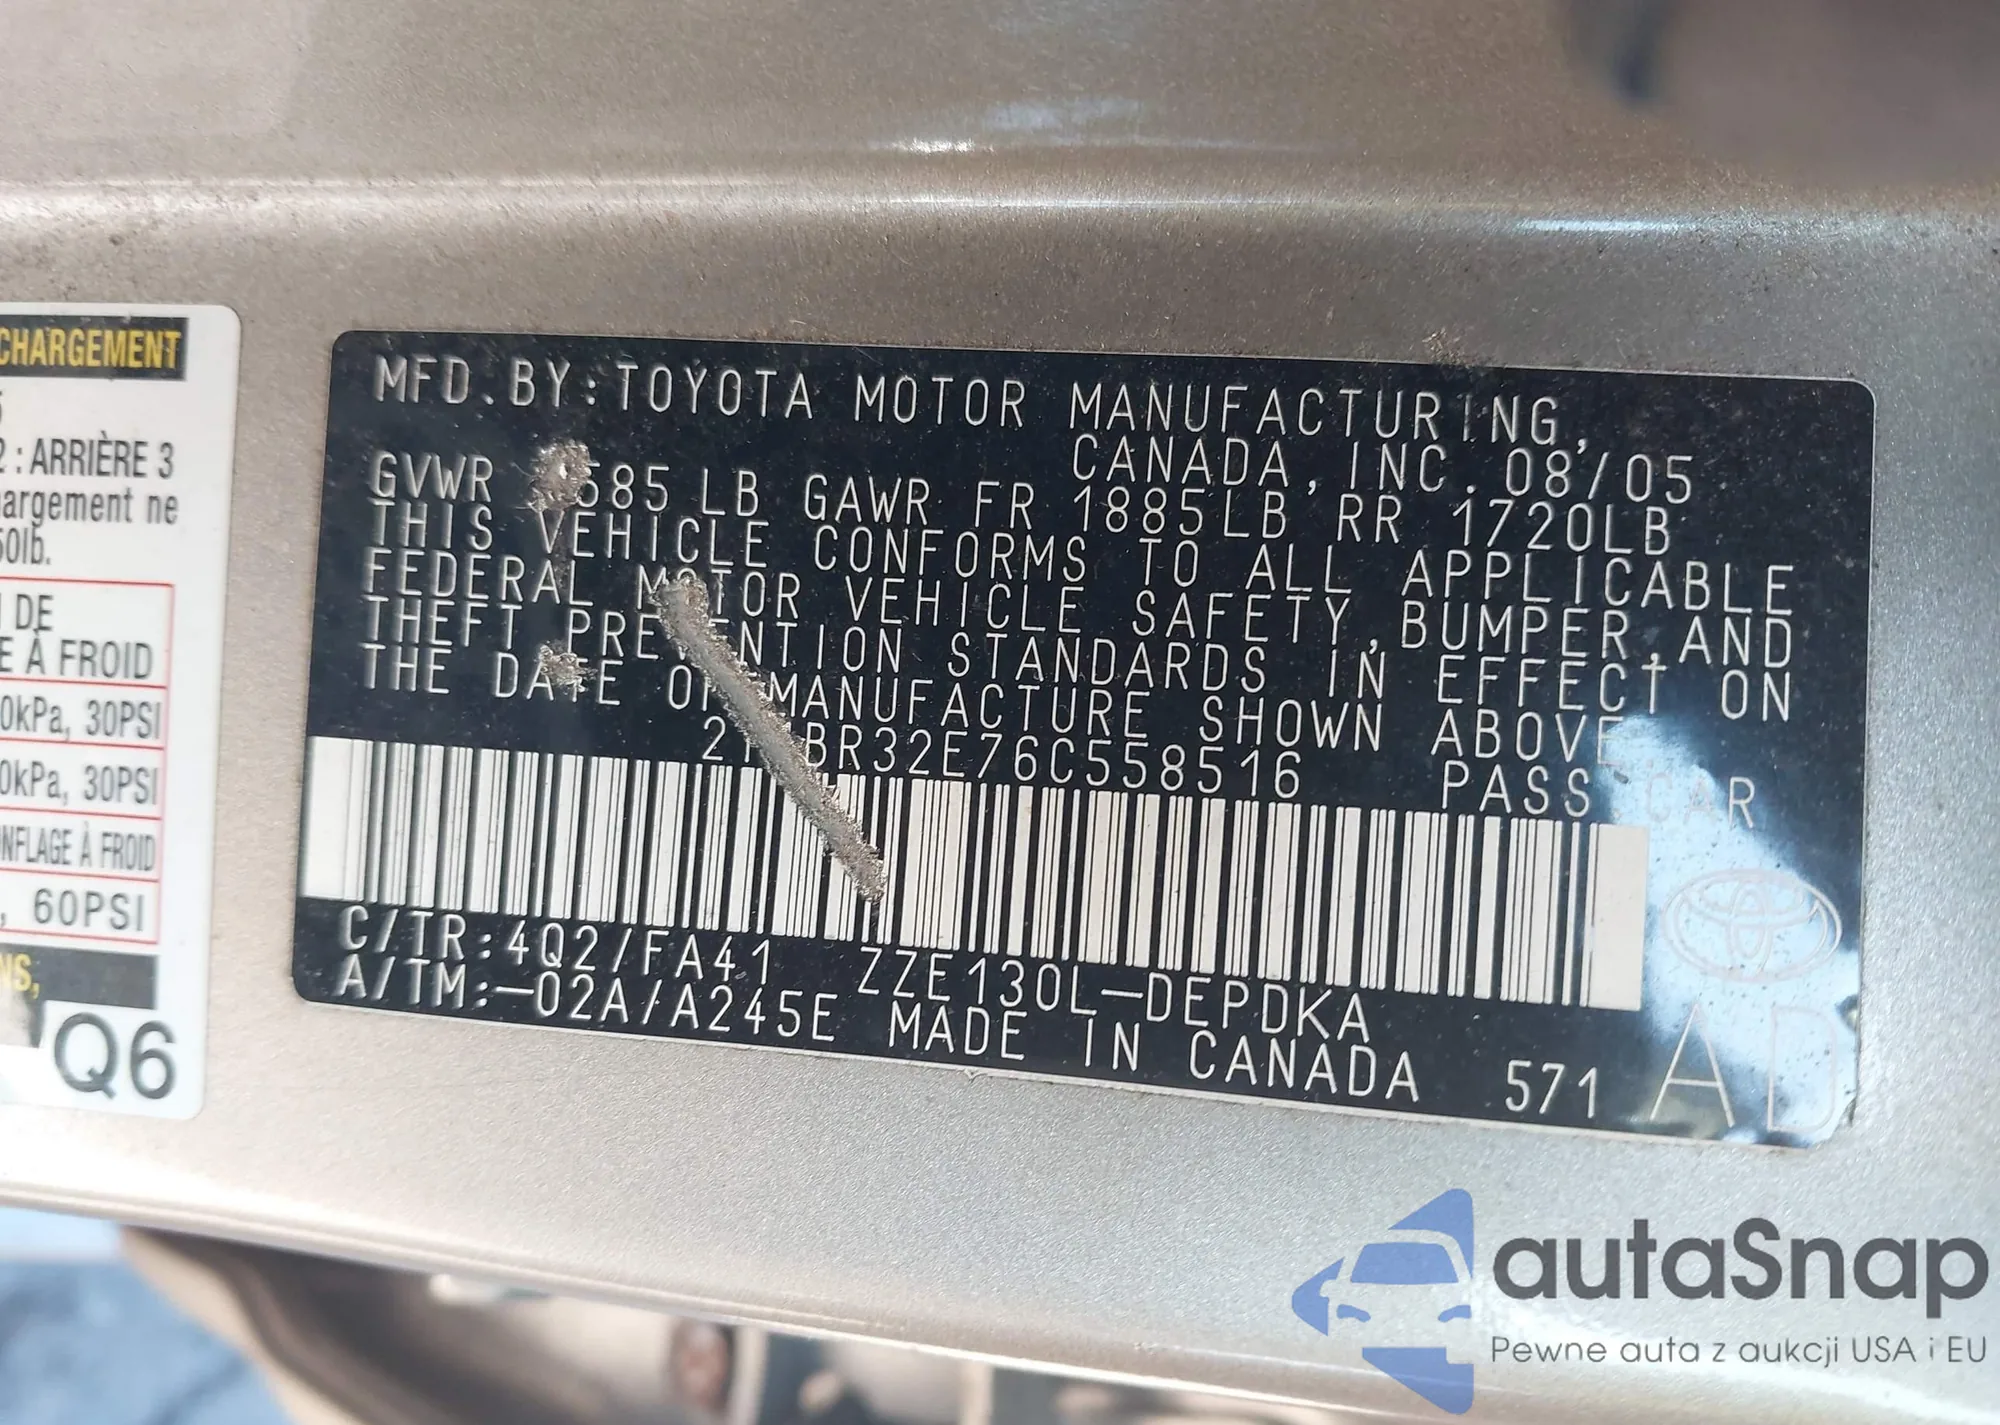 CHARGEMENT
5
2 : ARRIÈRE 3
hargement ne
50lb.
DE
E À FROID
0kPa, 30PSI
0kPa, 30PSI
NFLAGE À FROID
, 60PSI
NS,
Q6
MFD. BY: TOYOTA MOTOR MANUFACTURING,
CANADA, INC. 08/05
GVWR 585 LB GAWR FR 1885LB RR 1720LB
THIS VEHICLE CONFORMS TO ALL APPLICABLE
FEDERAL MOTOR VEHICLE SAFETY, BUMPER, AND
THEFT PREVENTION STANDARDS IN EFFECT ON
THE DATE OF MANUFACTURE SHOWN ABOVE.
BR32E76C558516 PASS CAR
C/TR: 4Q2/FA41 ZZE130L-DEPDKA
A/TM: -02A/A245E MADE IN CANADA 571
AD
autaSnap
Pewne auta z aukcji USA i EU